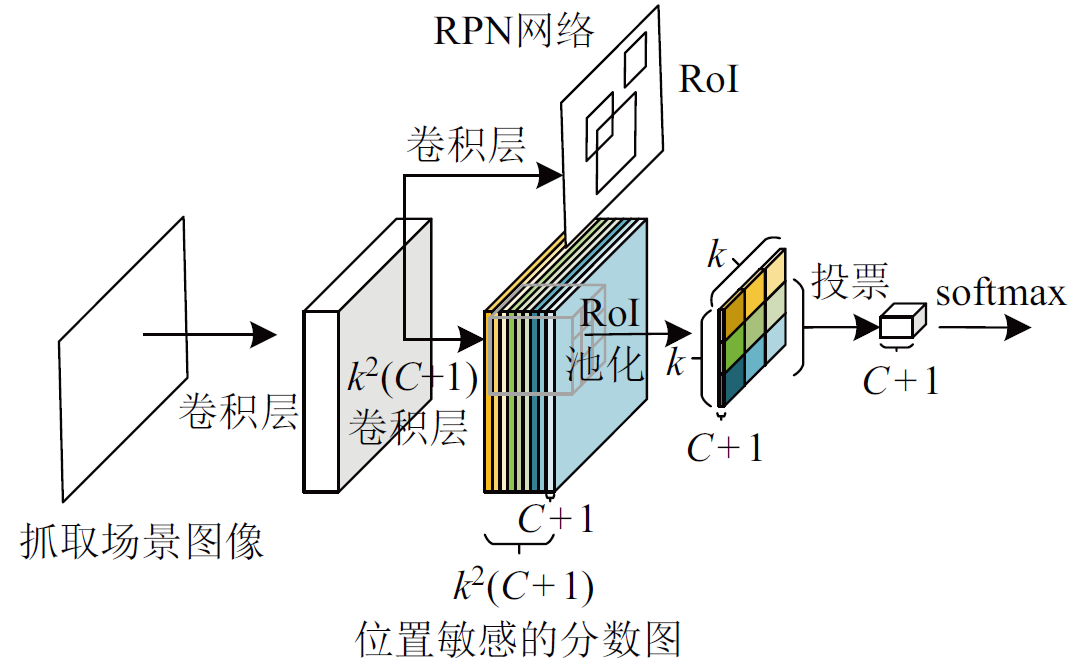 RPN网络
RoI
卷积层
k
投票
softmax
RoI
池化
k
k²(C+1)
卷积层
卷积层
C+1
C+1
C+1
抓取场景图像
k²(C+1)
位置敏感的分数图